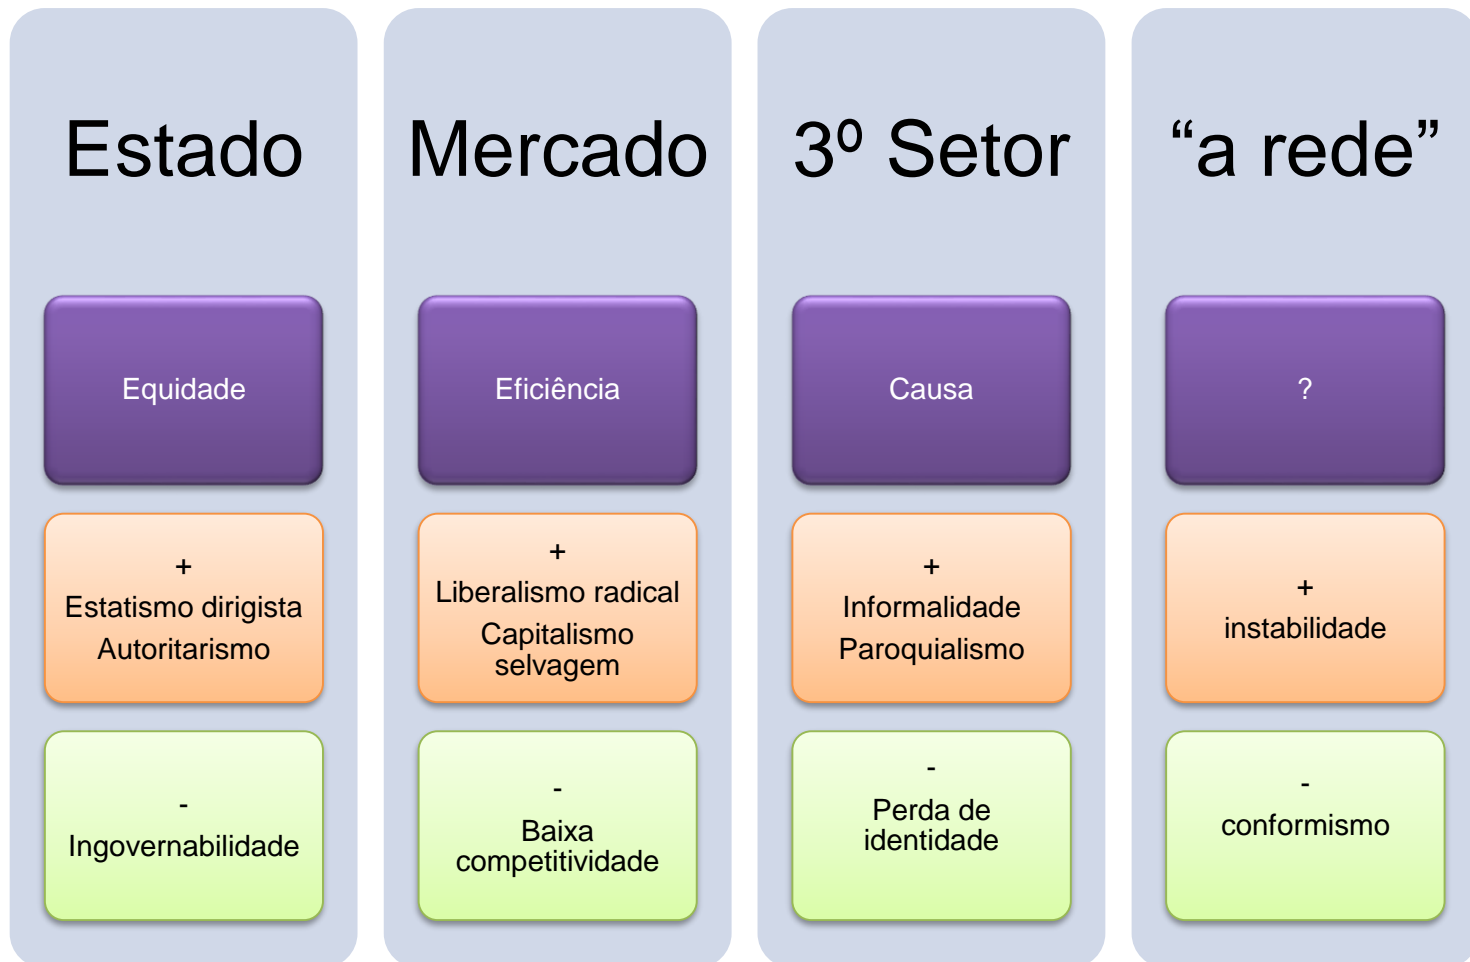 Estado
Equidade
+
Estatismo dirigista
Autoritarismo
-
Ingovernabilidade
Mercado
Eficiência
+
Liberalismo radical
Capitalismo
selvagem
-
Baixa
competitividade
3º Setor
Causa
+
Informalidade
Paroquialismo
-
Perda de
identidade
“a rede”
?
+
instabilidade
-
conformismo